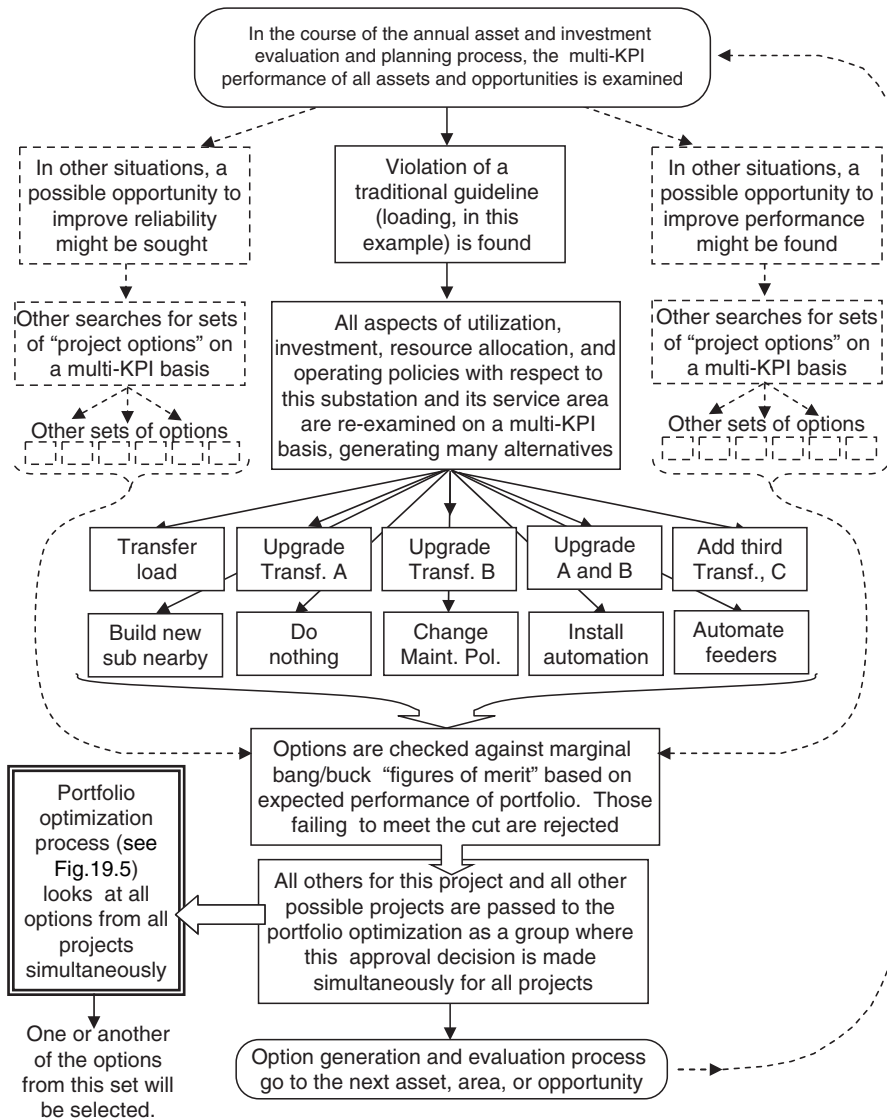 In the course of the annual asset and investment
evaluation and planning process, the multi-KPI
performance of all assets and opportunities is examined
In other situations, a
possible opportunity to
improve reliability
might be sought
Violation of a
traditional guideline
(loading, in this
example) is found
In other situations, a
possible opportunity to
improve performance
might be found
Other searches for sets
of “project options” on
a multi-KPI basis
All aspects of utilization,
investment, resource allocation, and
operating policies with respect to
this substation and its service area
are re-examined on a multi-KPI
basis, generating many alternatives
Other searches for sets
of “project options” on
a multi-KPI basis
Other sets of options
Other sets of options
Transfer
load
Upgrade
Transf. A
Upgrade
Transf. B
Upgrade
A and B
Add third
Transf., C
Build new
sub nearby
Do
nothing
Change
Maint. Pol.
Install
automation
Automate
feeders
Options are checked against marginal
bang/buck “figures of merit” based on
expected performance of portfolio. Those
failing to meet the cut are rejected
Portfolio
optimization
process (see
Fig.19.5)
looks at all
options from all
projects
simultaneously
All others for this project and all other
possible projects are passed to the
portfolio optimization as a group where
this approval decision is made
simultaneously for all projects
One or another
of the options
from this set will
be selected.
Option generation and evaluation process
go to the next asset, area, or opportunity